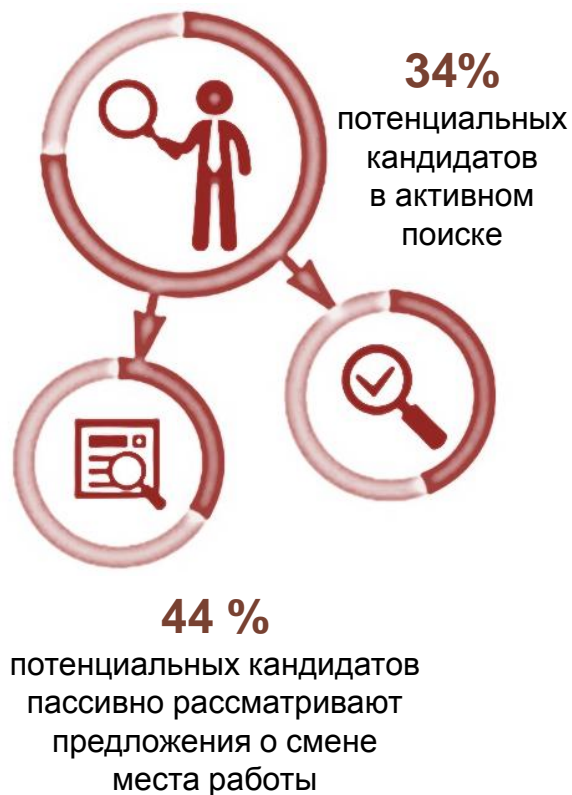 34%
потенциальных
кандидатов
в активном
поиске
44 %
потенциальных кандидатов
пассивно рассматривают
предложения о смене
места работы